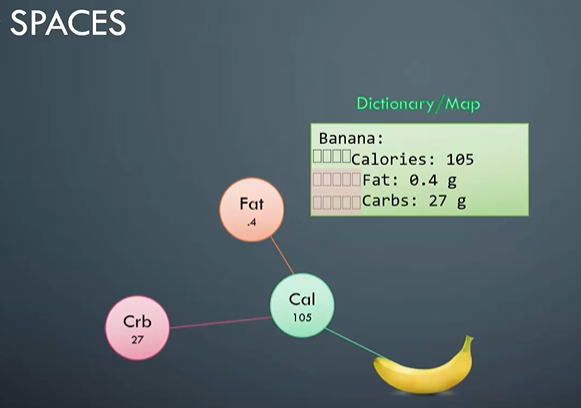 SPACES
Dictionary/Map
Banana:
Calories: 105
Fat: 0.4 g
Carbs: 27 g
Fat
.4
Cal
105
Crb
27